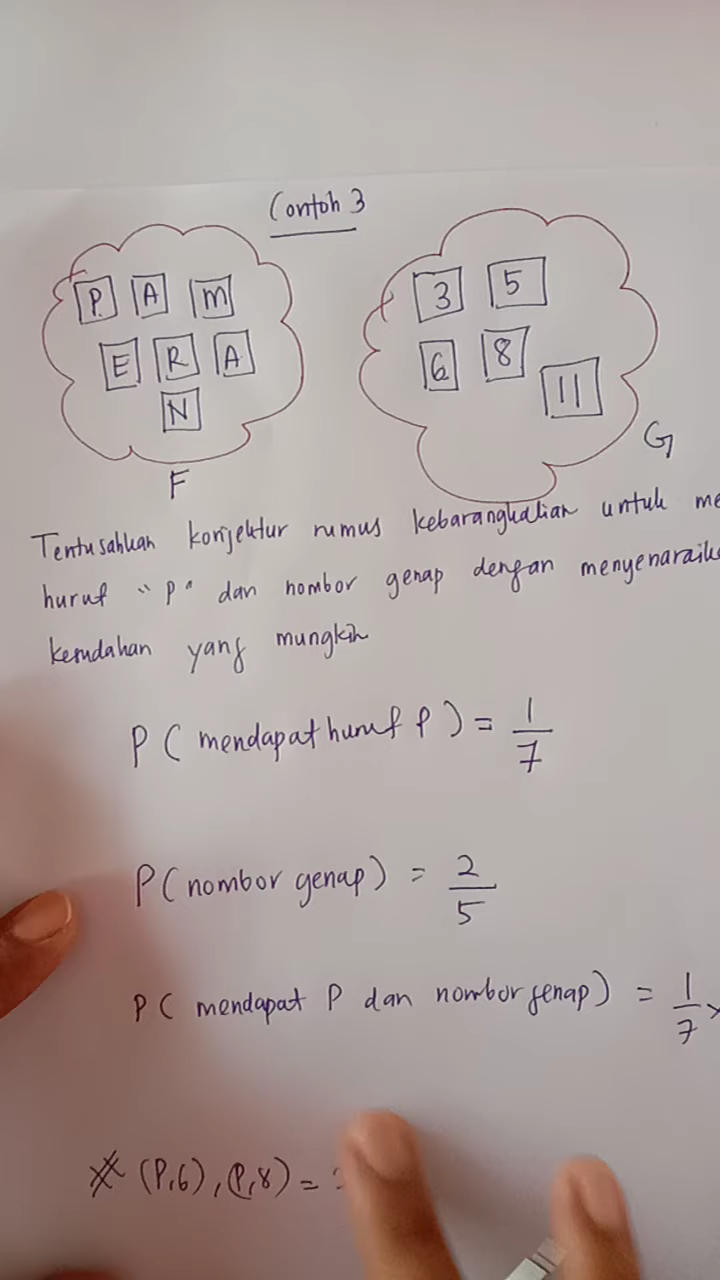 Contoh 3
P A M
E R A
N
F
3 5
6 8
11
G
Tentusahkan konjektur rumus kebarangkalian untuk
huruf "P" dan nombor genap dengan
kesudahan yang mungkin
P ( mendapat huruf P ) = 1/7
P (nombor genap) = 2/5
P ( mendapat P dan nombor genap) = 1/7 ×
(P,6), (P,8) =